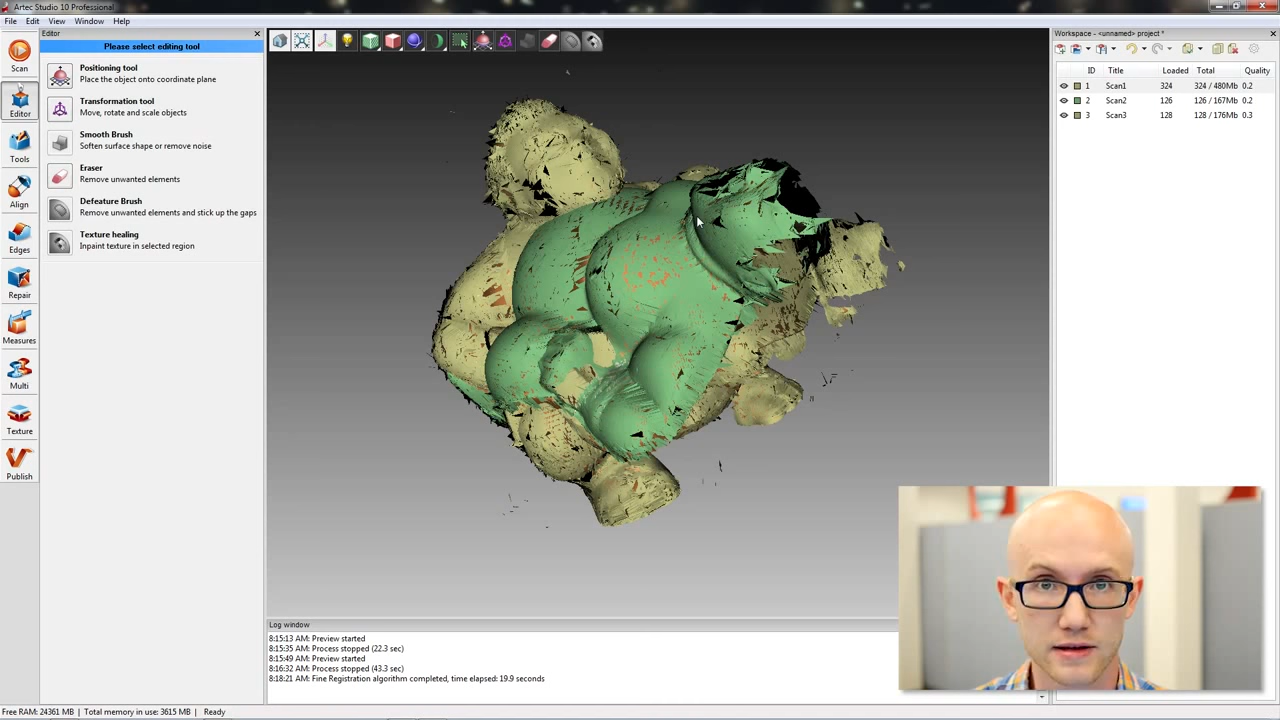 Artec Studio 10 Professional
File Edit View Window Help
Editor
Please select editing tool
Scan
Editor
Tools
Align
Edges
Repair
Measures
Multi
Texture
Publish
Positioning tool
Place the object onto coordinate plane
Transformation tool
Move, rotate and scale objects
Smooth Brush
Soften surface shape or remove noise
Eraser
Remove unwanted elements
Defeature Brush
Remove unwanted elements and stick up the gaps
Texture healing
Inpaint texture in selected region
Workspace - <unnamed> project *
ID Title Loaded Total Quality
1 Scan1 324 324 / 480Mb 0.2
2 Scan2 126 126 / 167Mb 0.2
3 Scan3 128 128 / 176Mb 0.3
Log window
8:15:13 AM: Preview started
8:15:35 AM: Process stopped (22.3 sec)
8:15:49 AM: Preview started
8:16:32 AM: Process stopped (43.3 sec)
8:18:21 AM: Fine Registration algorithm completed, time elapsed: 19.9 seconds
Free RAM: 24361 MB | Total memory in use: 3615 MB | Ready